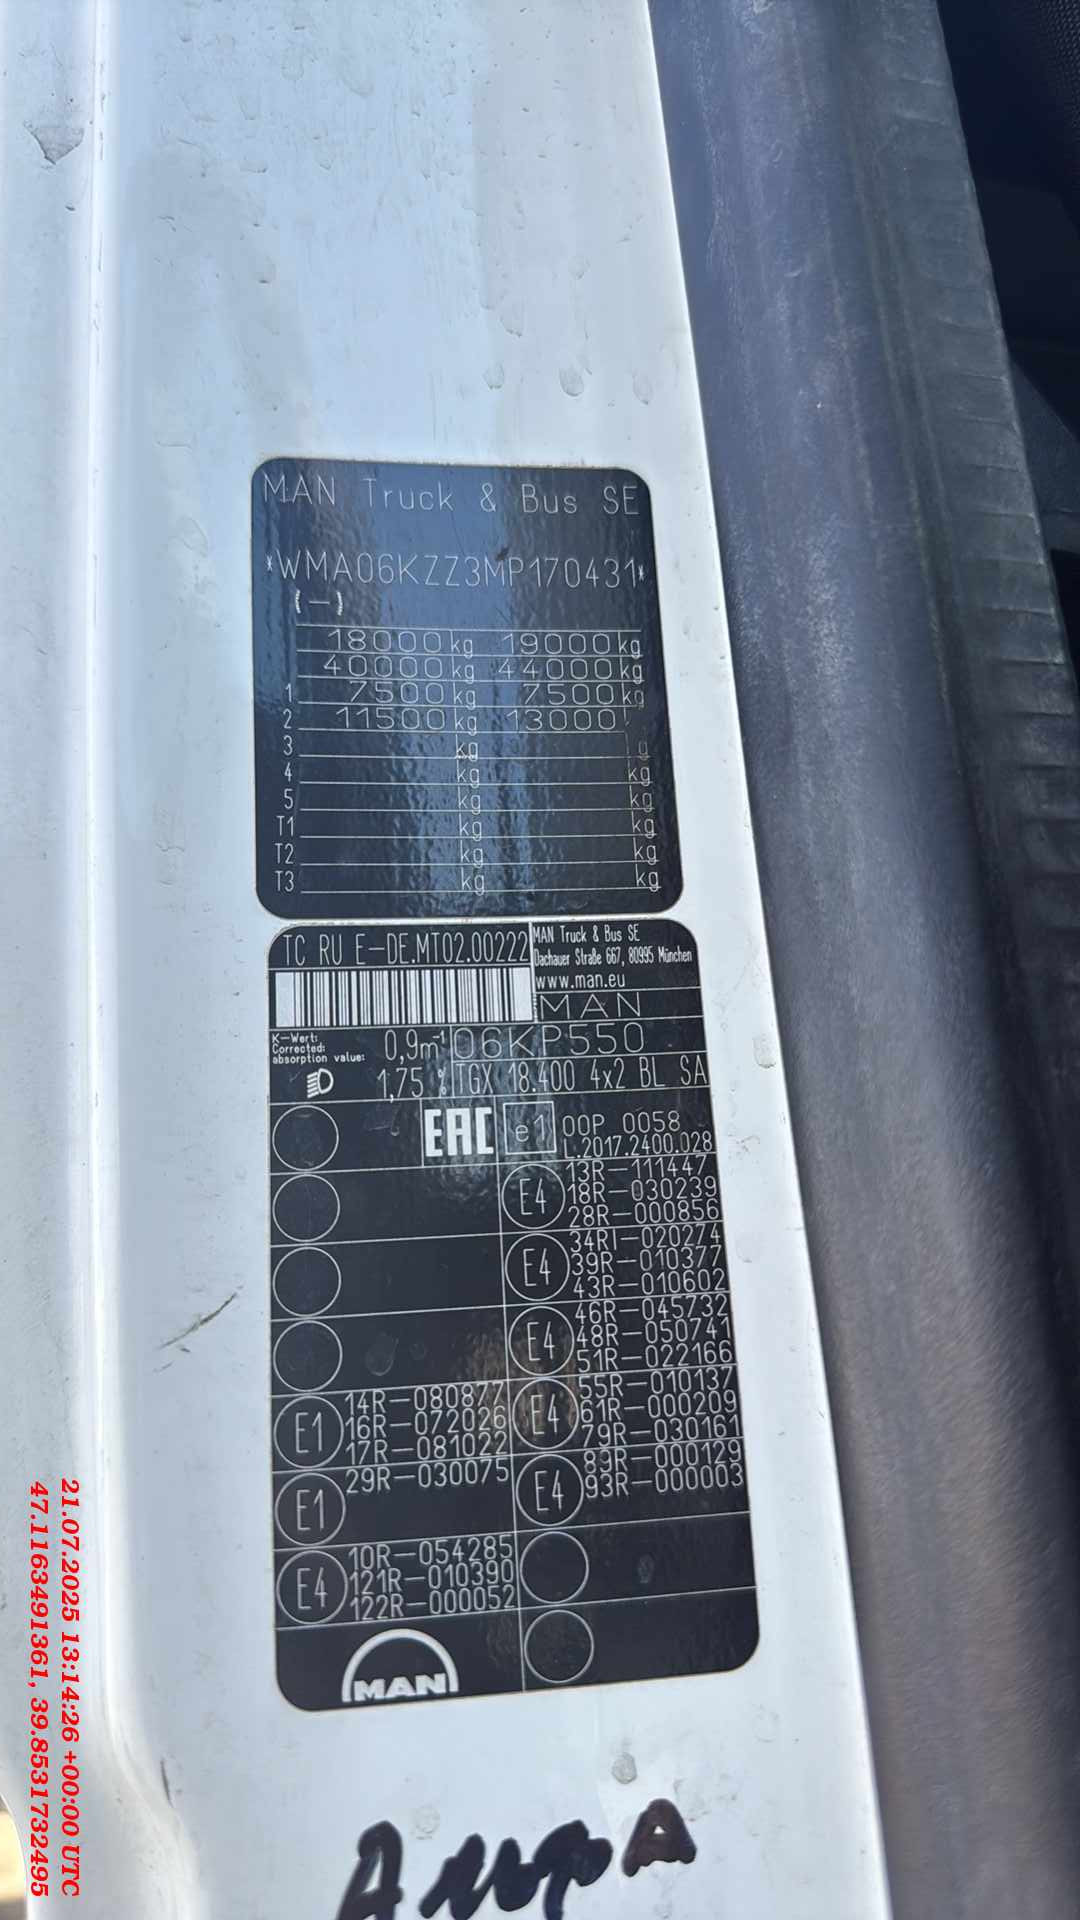 MAN Truck & Bus SE
*WMA06KZZ3MP170431*
(-)
18000 kg 19000 kg
40000 kg 44000 kg
1 7500 kg 7500 kg
2 11500 kg 13000
3 kg g
4 kg kg
5 kg kg
T1 kg kg
T2 kg kg
T3 kg kg
TC RU E-DE.MT02.00222
MAN Truck & Bus SE
Dachauer Straße 667, 80995 München
www.man.eu
MAN
K-Wert:
Corrected:
absorption value: 0,9m⁻¹
06KP550
1,75 %
TGX 18.400 4x2 BL SA
EAC
e1
00P 0058
L.2017.2400.028
E4
13R-111447
18R-030239
28R-000856
E4
34RI-020274
39R-010377
43R-010602
E4
46R-045732
48R-050741
51R-022166
E1
14R-080877
16R-072026
17R-081022
E4
55R-010137
61R-000209
79R-030161
E1
29R-030075
E4
89R-000129
93R-000003
E4
10R-054285
121R-010390
122R-000052
MAN
21.07.2025 13:14:26 +00:00 UTC
47.1163491361, 39.8531732495